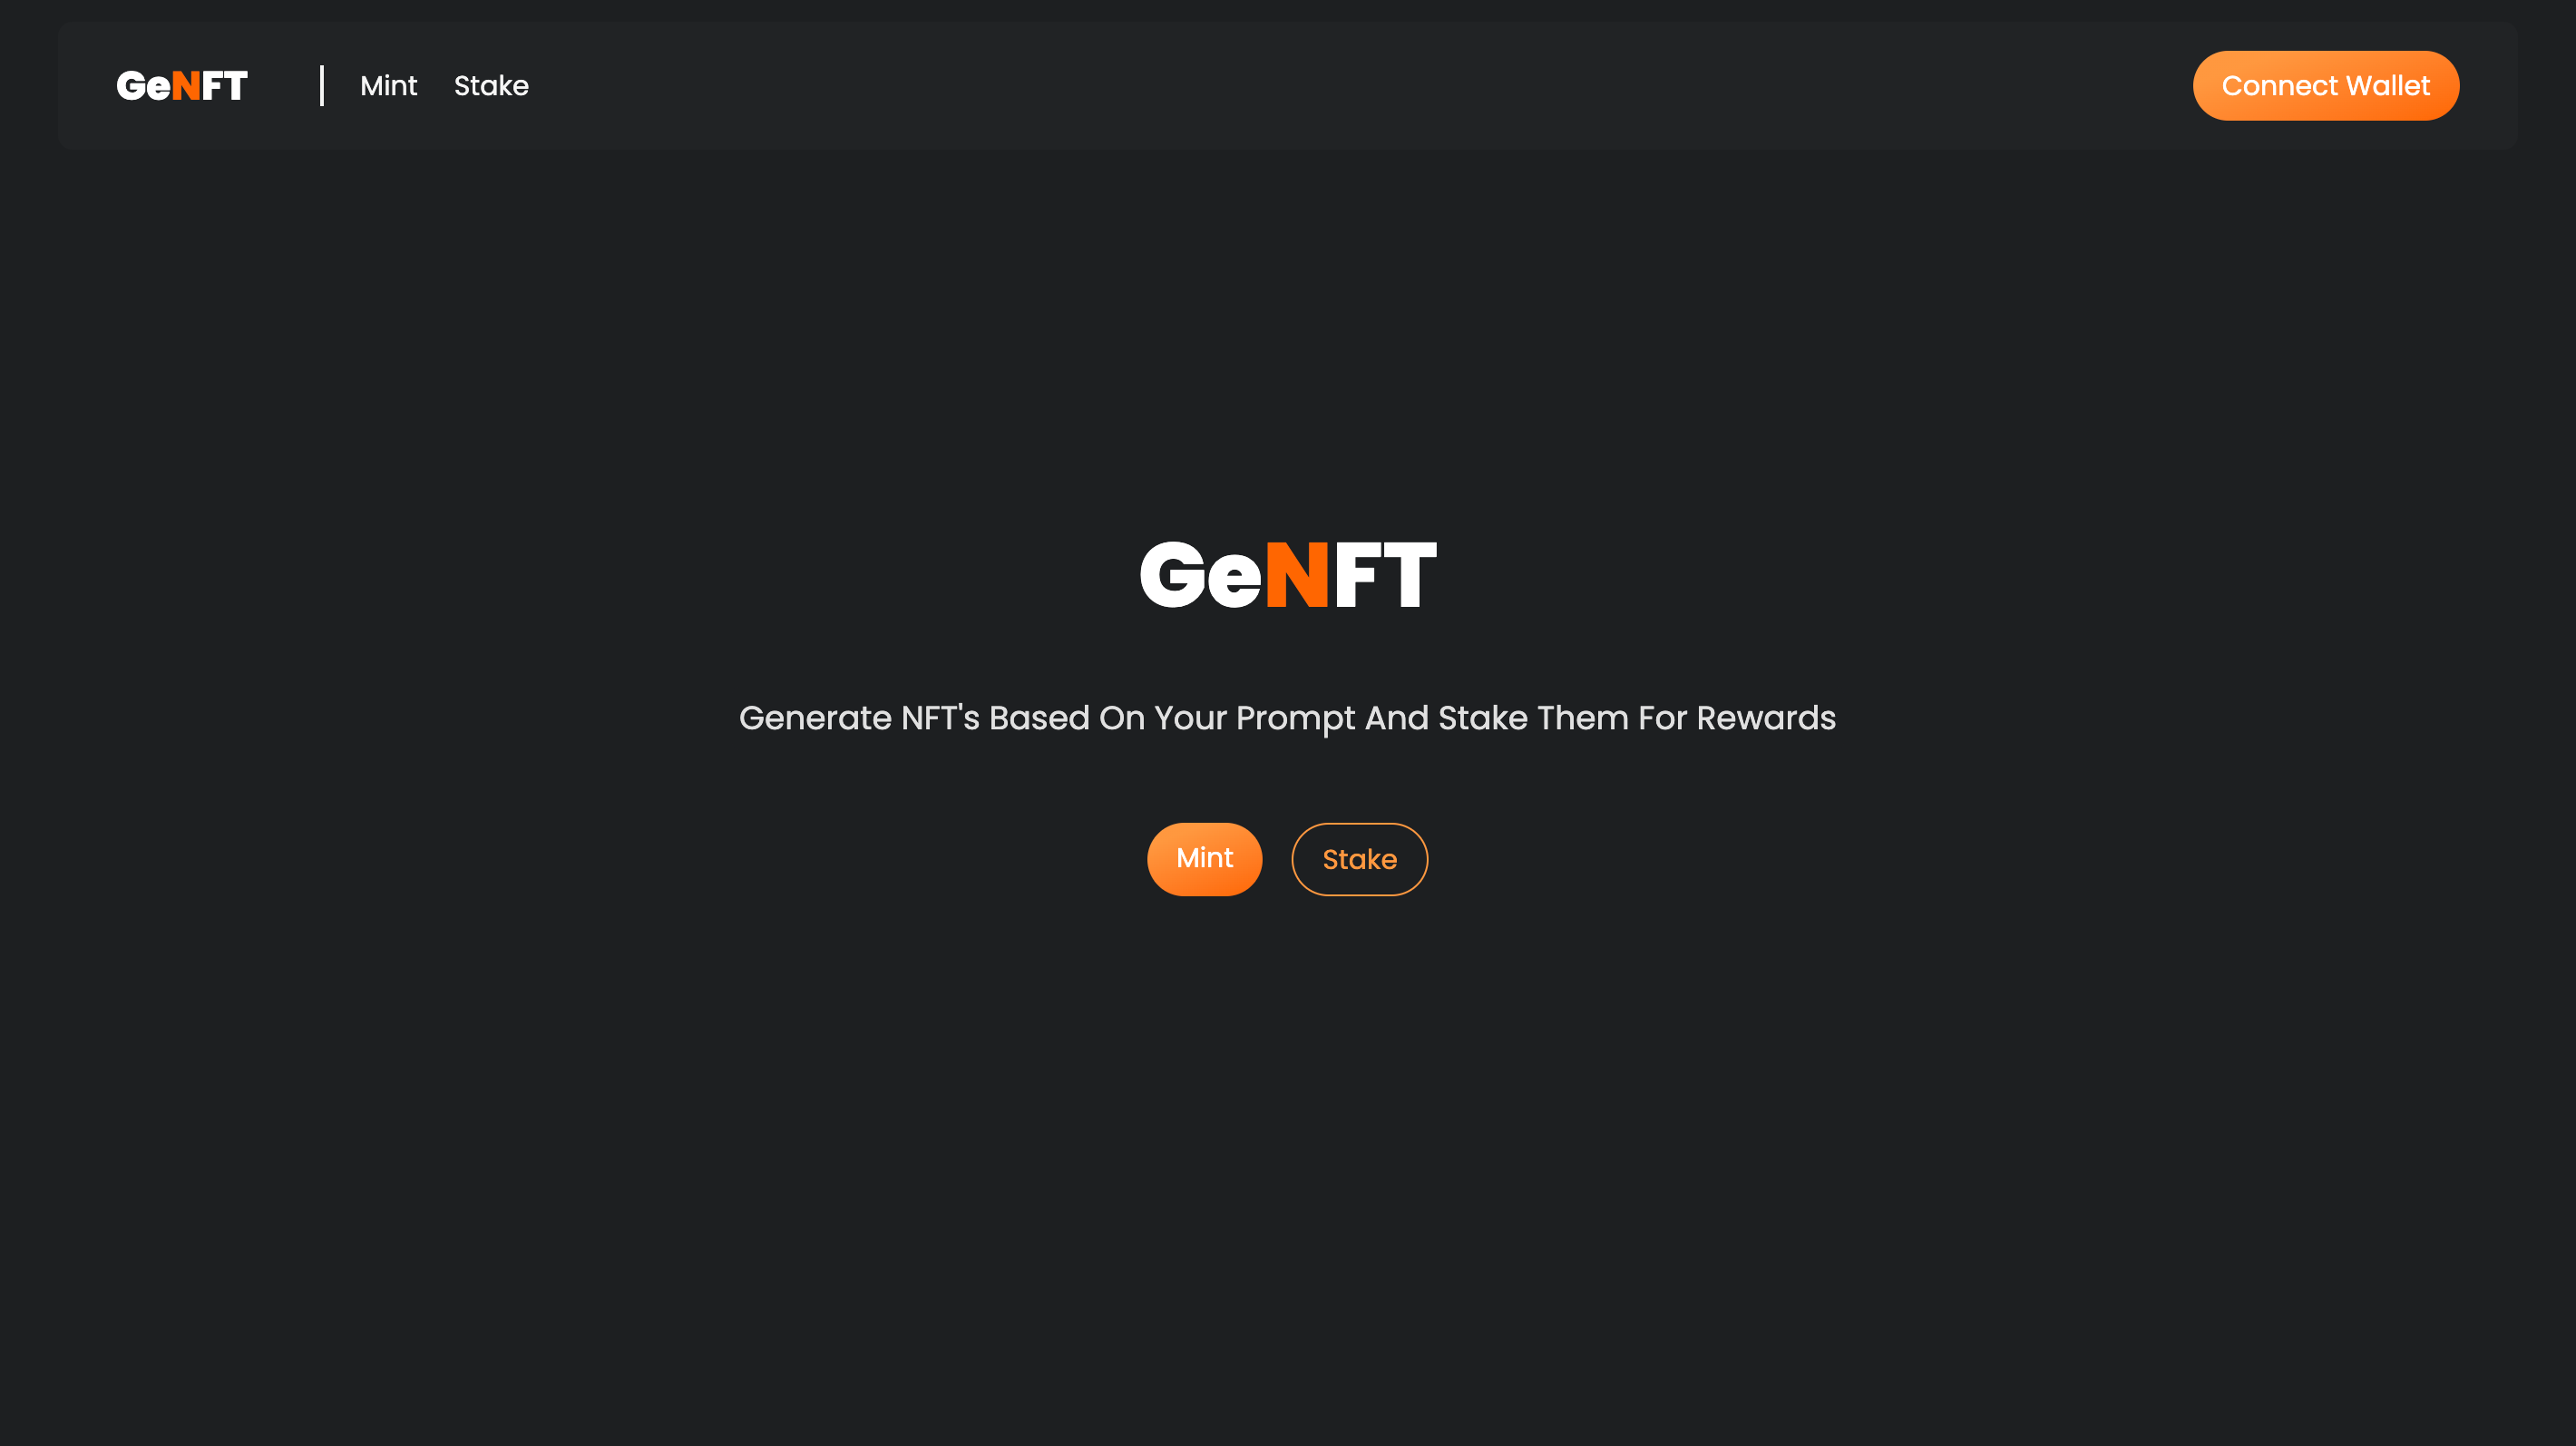 GeNFT | Mint Stake Connect Wallet
GeNFT
Generate NFT's Based On Your Prompt And Stake Them For Rewards
Mint Stake